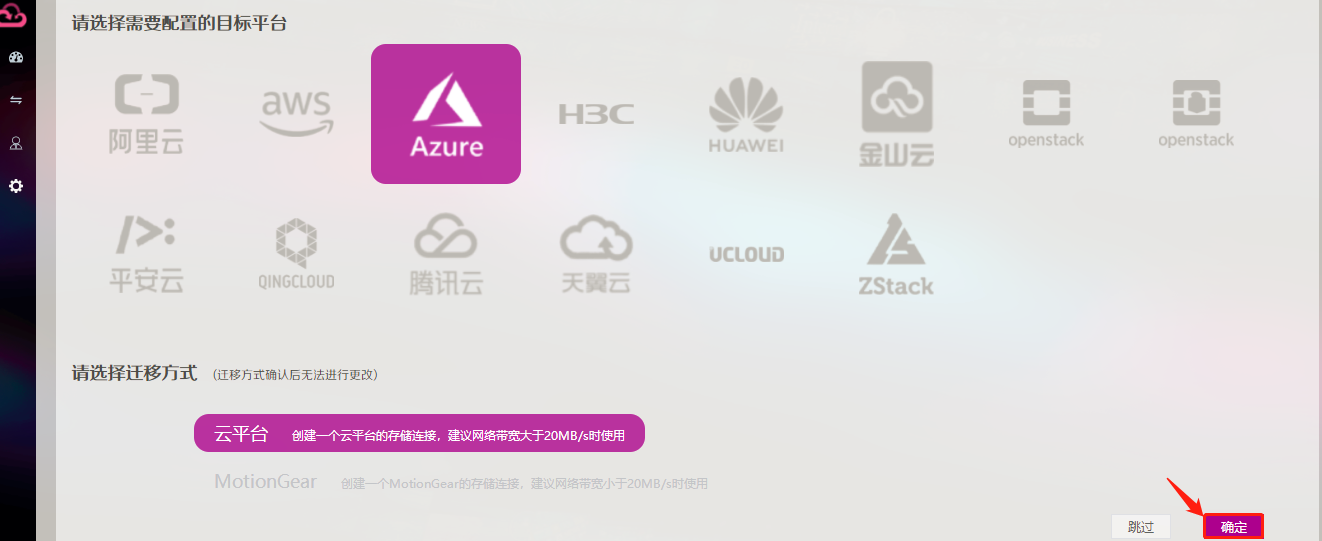 请选择需要配置的目标平台
阿里云
aws
Azure
H3C
HUAWEI
金山云
openstack
openstack
平安云
QINGCLOUD
腾讯云
天翼云
UCLOUD
ZStack
请选择迁移方式 （迁移方式确认后无法进行更改）
云平台 创建一个云平台的存储连接，建议网络带宽大于20MB/s时使用
MotionGear 创建一个MotionGear的存储连接，建议网络带宽小于20MB/s时使用
跳过 确定